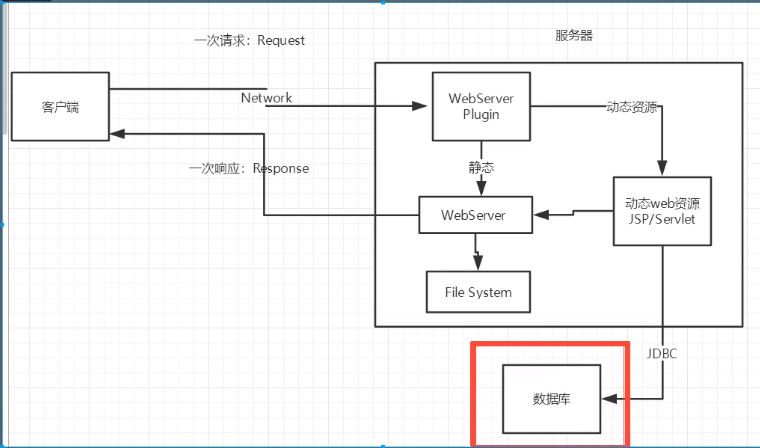 一次请求：Request
服务器
客户端
Network
WebServer
Plugin
动态资源
一次响应：Response
静态
WebServer
动态web资源
JSP/Servlet
File System
JDBC
数据库